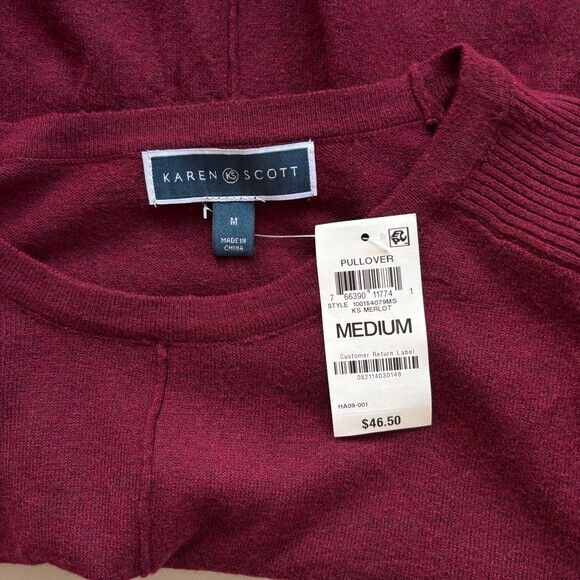 KAREN KS SCOTT
M
MADE IN
CHINA
PULLOVER
7 66390 11774 1
STYLE 100154079MS
KS MERLOT
MEDIUM
Customer Return Label
082114030148
HA09-001
$46.50